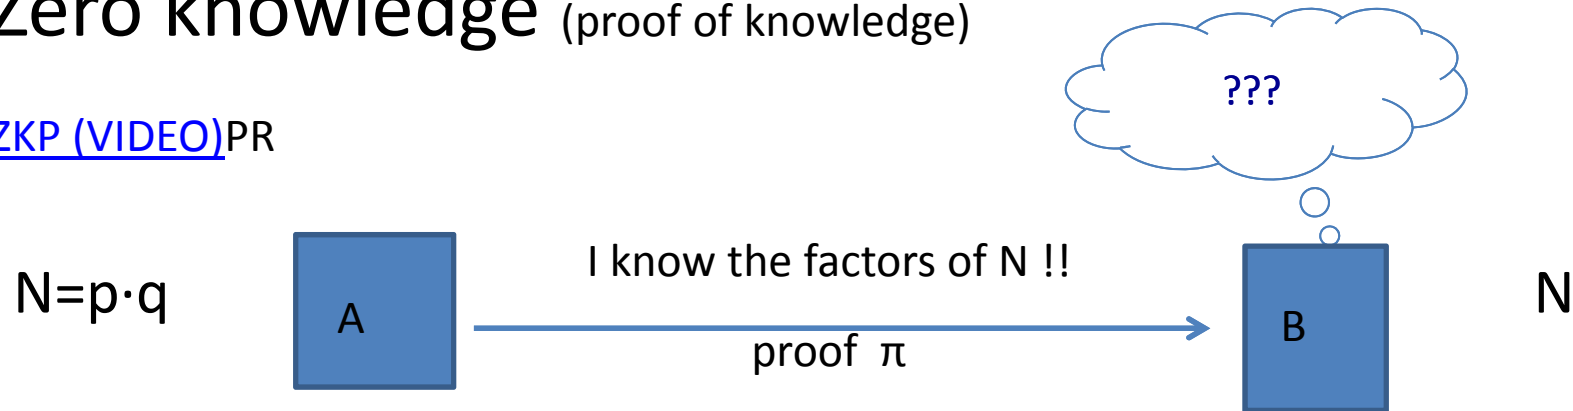 Zero knowledge (proof of knowledge)
???
ZKP (VIDEO)PR
I know the factors of N !!
N=p·q
A
B
N
proof π